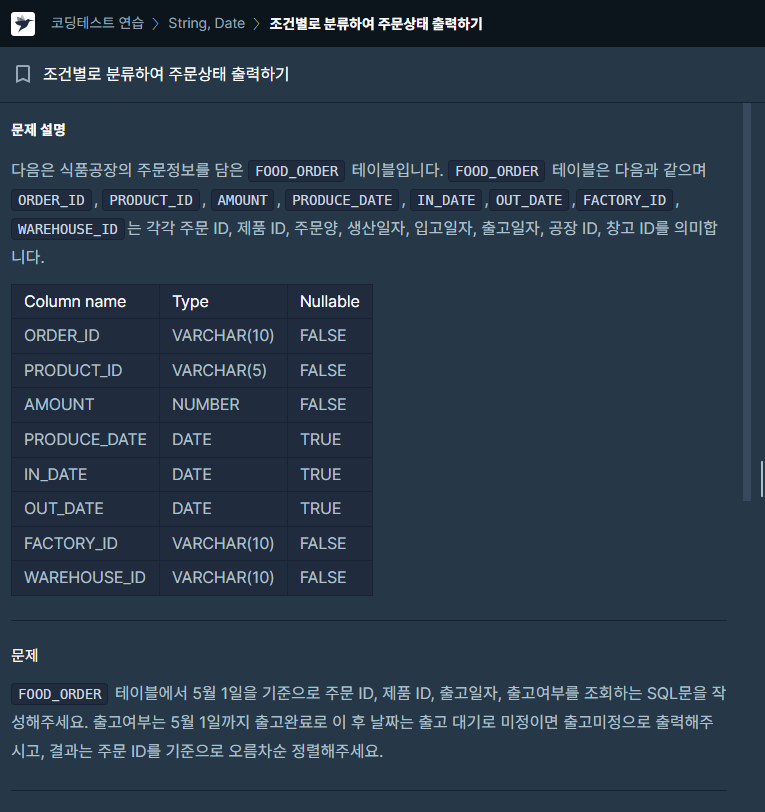 코딩테스트 연습 > String, Date > 조건별로 분류하여 주문상태 출력하기
조건별로 분류하여 주문상태 출력하기
문제 설명
다음은 식품공장의 주문정보를 담은 FOOD_ORDER 테이블입니다. FOOD_ORDER 테이블은 다음과 같으며
ORDER_ID, PRODUCT_ID, AMOUNT, PRODUCE_DATE, IN_DATE,OUT_DATE,FACTORY_ID,
WAREHOUSE_ID는 각각 주문 ID, 제품 ID, 주문양, 생산일자, 입고일자, 출고일자, 공장 ID, 창고 ID를 의미합
니다.
Column name Type Nullable
ORDER_ID VARCHAR(10) FALSE
PRODUCT_ID VARCHAR(5) FALSE
AMOUNT NUMBER FALSE
PRODUCE_DATE DATE TRUE
IN_DATE DATE TRUE
OUT_DATE DATE TRUE
FACTORY_ID VARCHAR(10) FALSE
WAREHOUSE_ID VARCHAR(10) FALSE
문제
FOOD_ORDER 테이블에서 5월 1일을 기준으로 주문 ID, 제품 ID, 출고일자, 출고여부를 조회하는 SQL문을 작
성해주세요. 출고여부는 5월 1일까지 출고완료로 이 후 날짜는 출고 대기로 미정이면 출고미정으로 출력해주
시고, 결과는 주문 ID를 기준으로 오름차순 정렬해주세요.